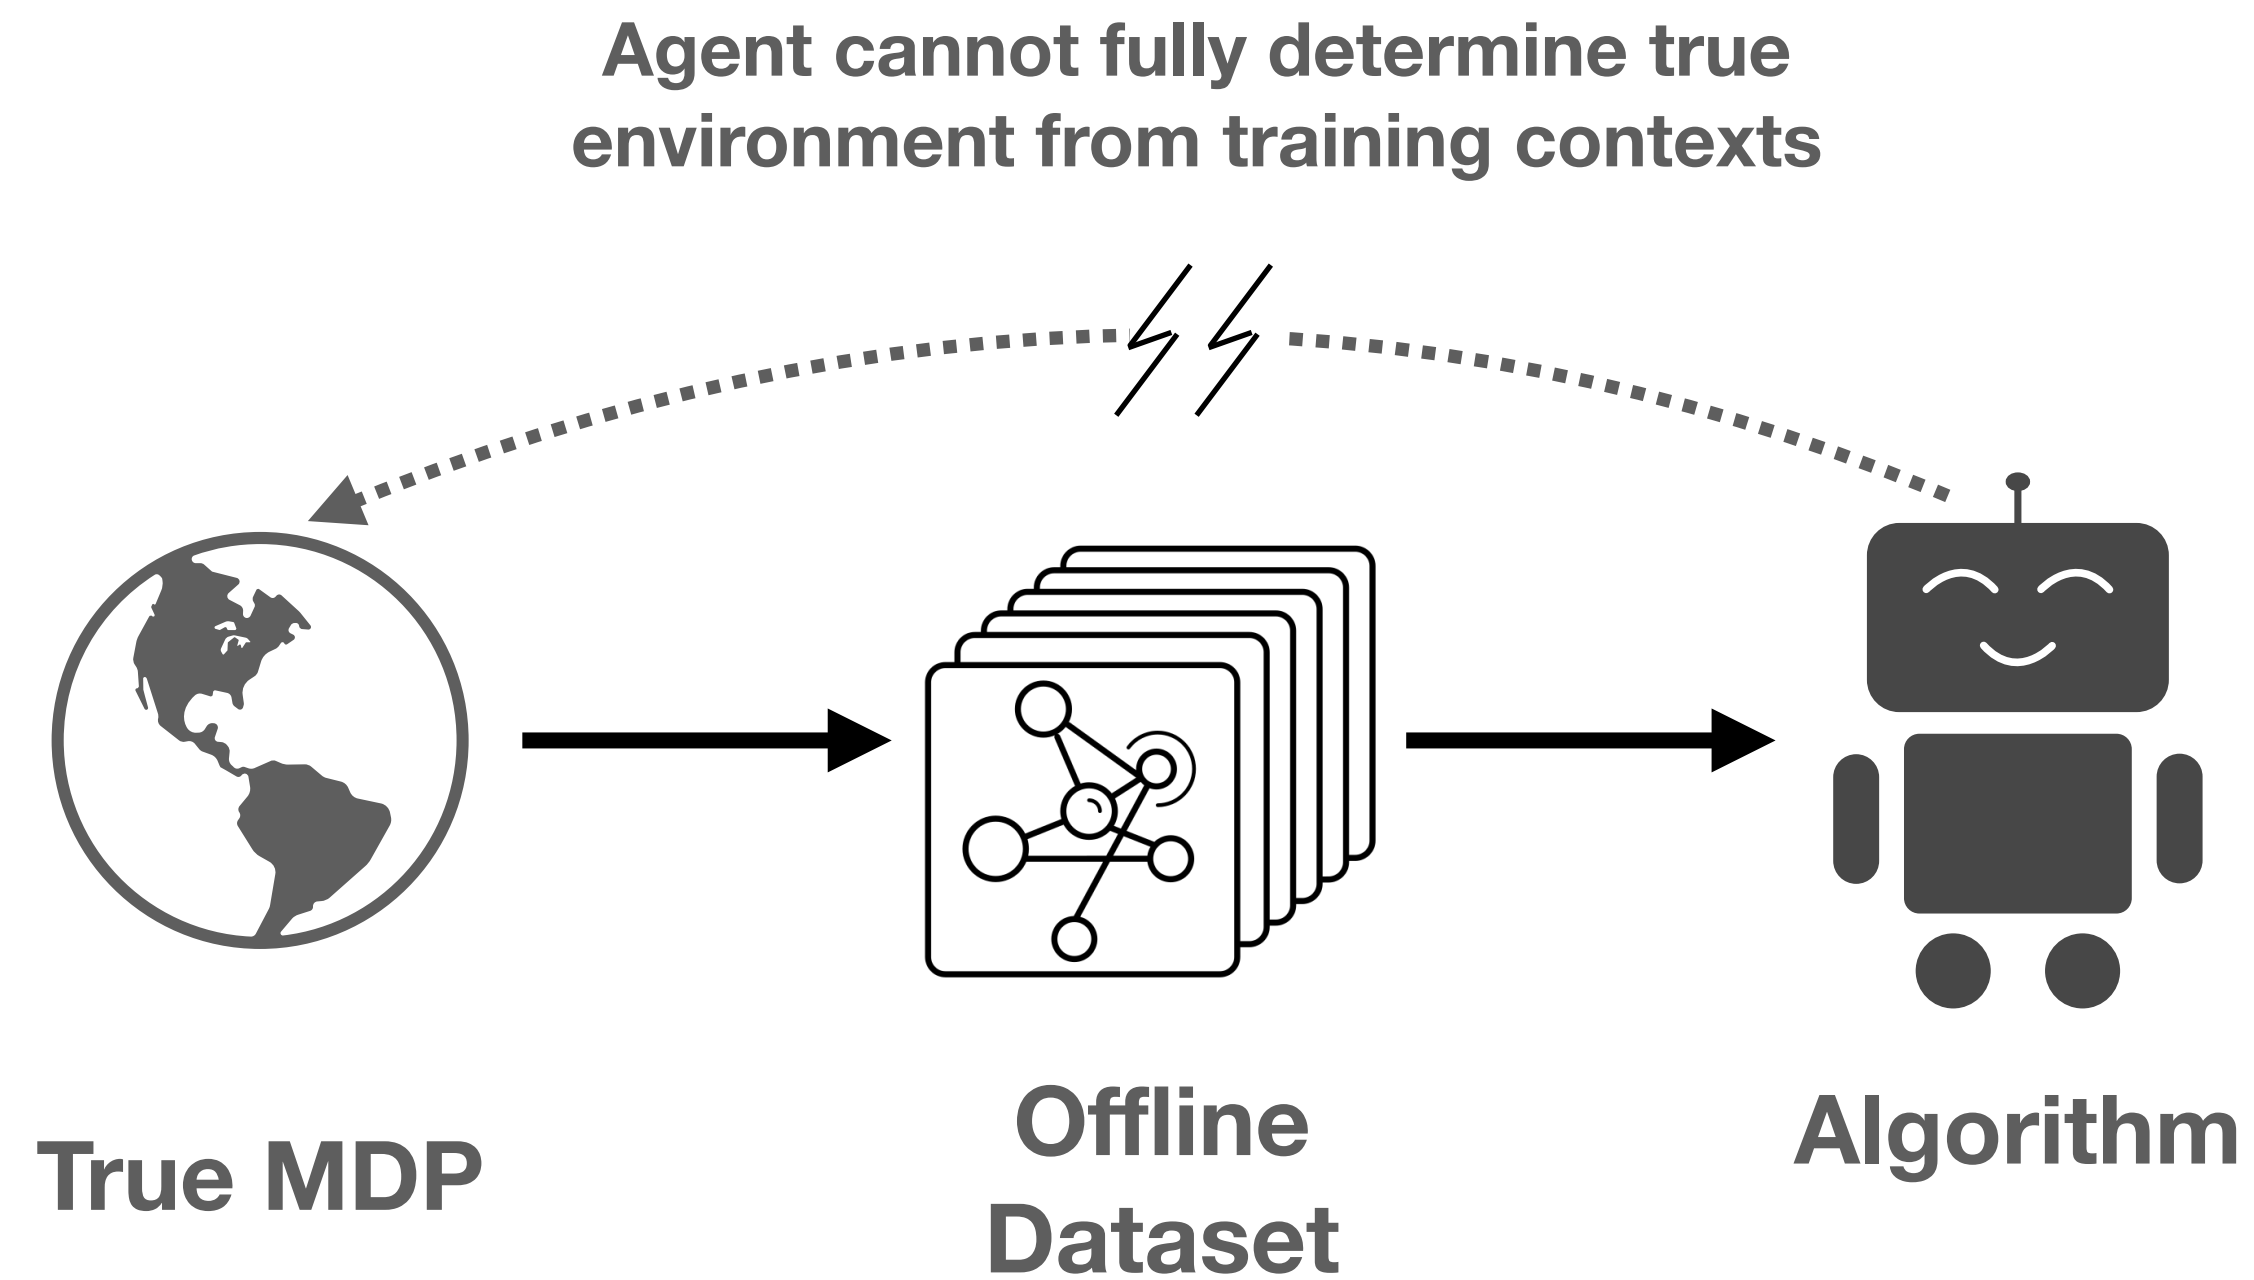 Agent cannot fully determine true
environment from training contexts
True MDP
Offline
Dataset
Algorithm